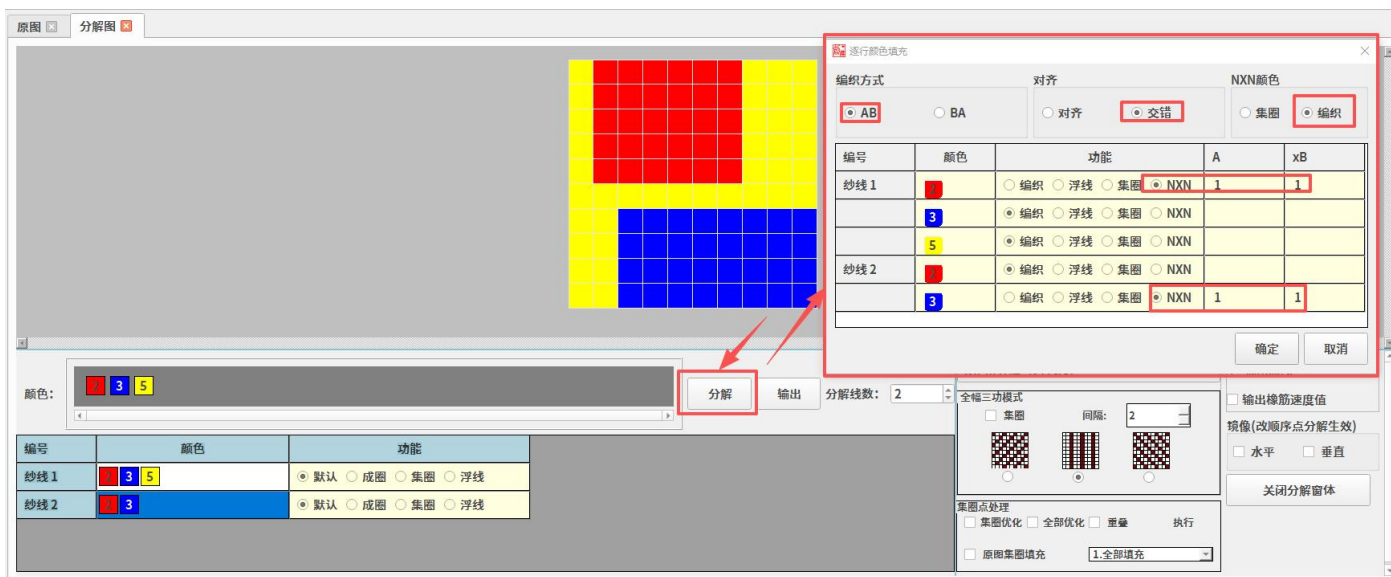 原图 分解图
逐行颜色填充
编织方式 对齐 NXN颜色
AB BA 对齐 交错 集圈 编织
编号 颜色 功能 A xB
纱线1 2 编织 浮线 集圈 NXN 1 1
3 编织 浮线 集圈 NXN
5 编织 浮线 集圈 NXN
纱线2 2 编织 浮线 集圈 NXN
3 编织 浮线 集圈 NXN 1 1
确定 取消
颜色: 2 3 5 分解 输出 分解线数: 2
编号 颜色 功能
纱线1 2 3 5 默认 成圈 集圈 浮线
纱线2 2 3 默认 成圈 集圈 浮线
全幅三功模式
集圈 间隔: 2
集圈点处理
集圈优化 全部优化 重叠 执行
原图集圈填充 1.全部填充
输出橡筋速度值
镜像(改顺序点分解生效)
水平 垂直
关闭分解窗体